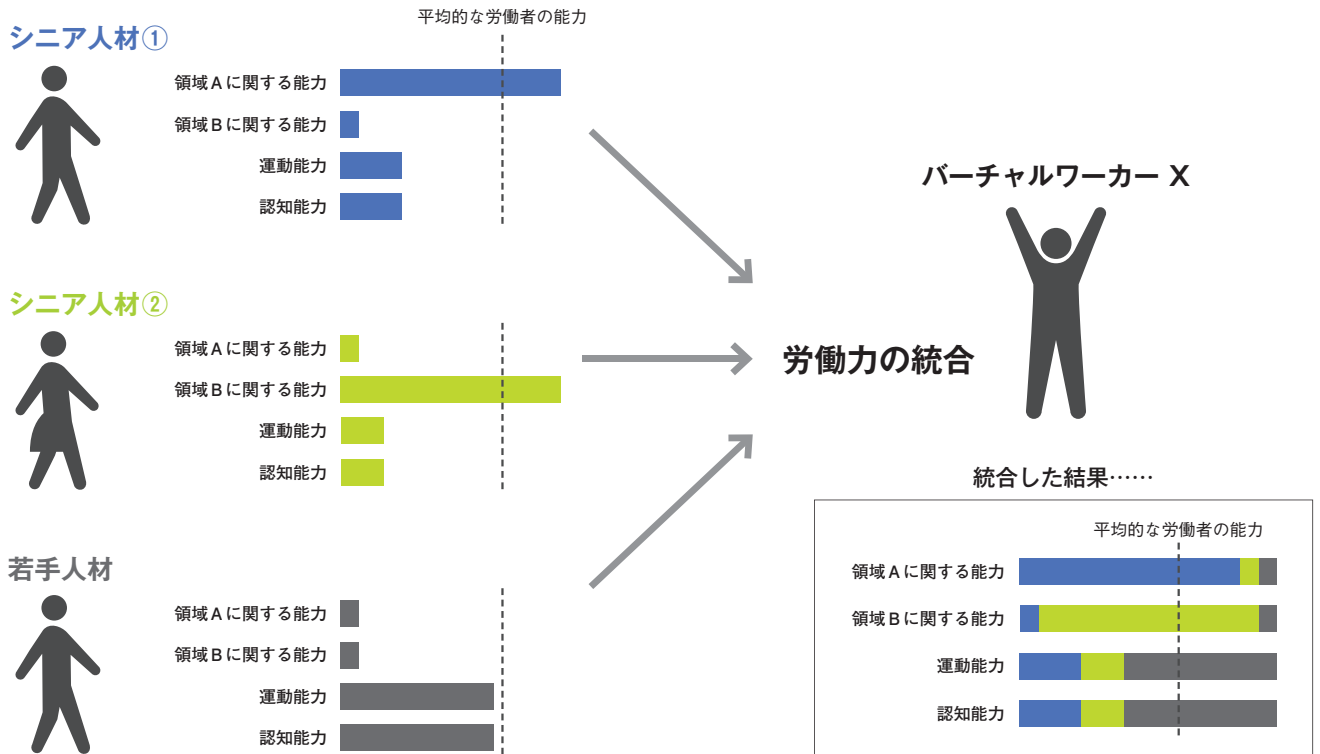 平均的な労働者の能力
シニア人材①
領域Aに関する能力
領域Bに関する能力
運動能力
認知能力
シニア人材②
領域Aに関する能力
領域Bに関する能力
運動能力
認知能力
若手人材
領域Aに関する能力
領域Bに関する能力
運動能力
認知能力
労働力の統合
バーチャルワーカー X
統合した結果……
平均的な労働者の能力
領域Aに関する能力
領域Bに関する能力
運動能力
認知能力